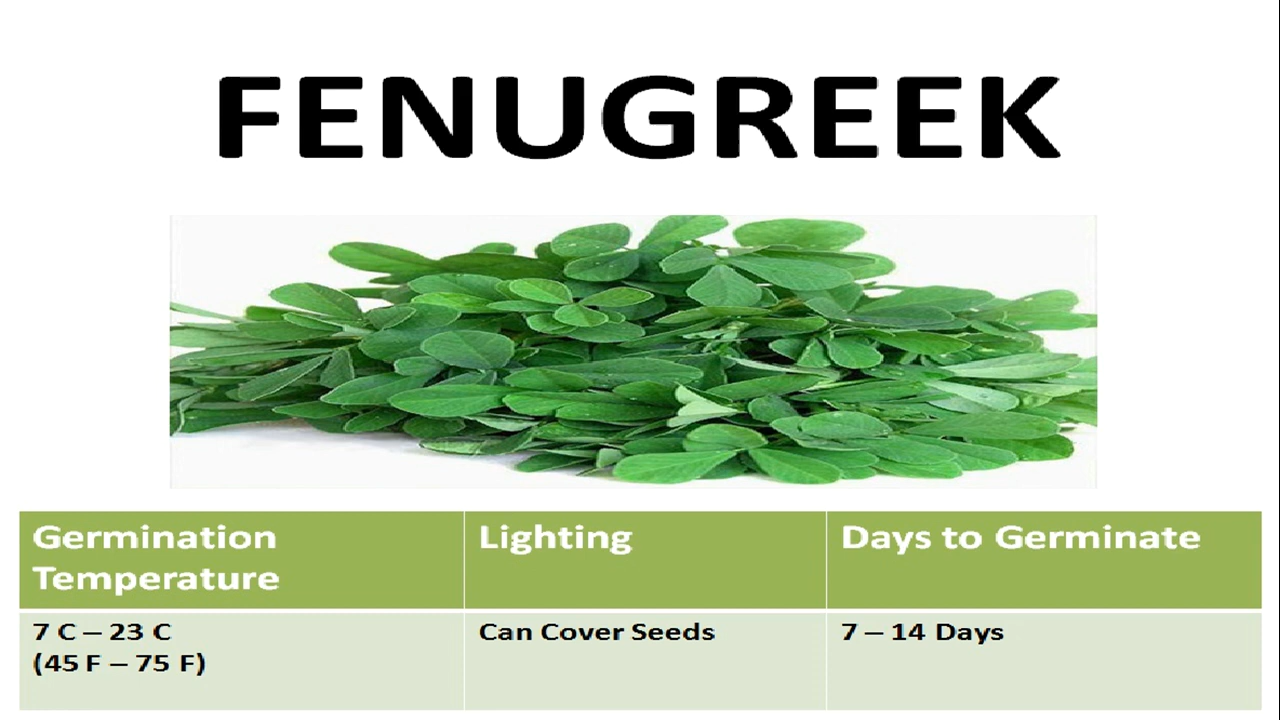 FENUGREEK
Germination Temperature
Lighting
Days to Germinate
7 C – 23 C
(45 F – 75 F)
Can Cover Seeds
7 – 14 Days